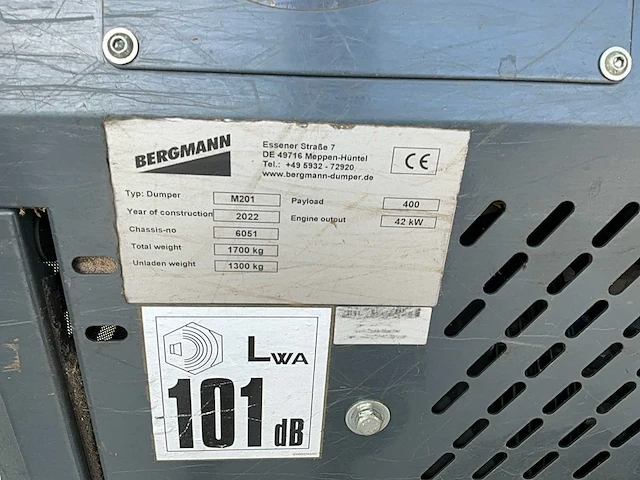 BERGMANN
Essener Straße 7
DE 49716 Meppen-Hüntel
Tel.: +49 5932 - 72920
www.bergmann-dumper.de
CE
Typ: Dumper M201
Year of construction 2022
Chassis-no 6051
Total weight 1700 kg
Unladen weight 1300 kg
Payload 400
Engine output 42 kW
LWA
101 dB